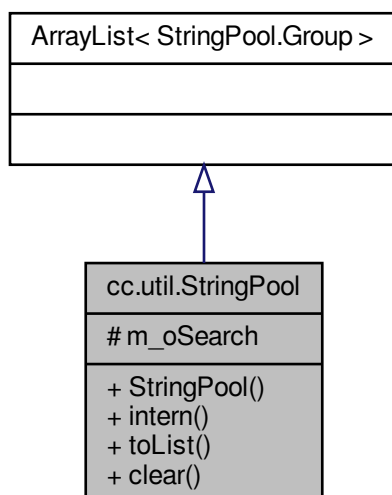 ArrayList< StringPool.Group >
cc.util.StringPool
# m_oSearch
+ StringPool()
+ intern()
+ toList()
+ clear()